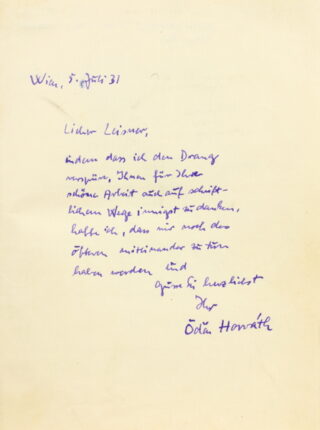 Wien, 5. Juli 31
Lieber Leisner,
indem dass ich den Drang
verspüre, Ihnen für Ihre
schöne Arbeit auch auf schrift-
lichem Wege innigst zu danken,
hoffe ich, dass wir noch des
öfteren miteinander zu tun
haben werden und
grüsse Sie herzlichst
Ihr
Ödön Horváth